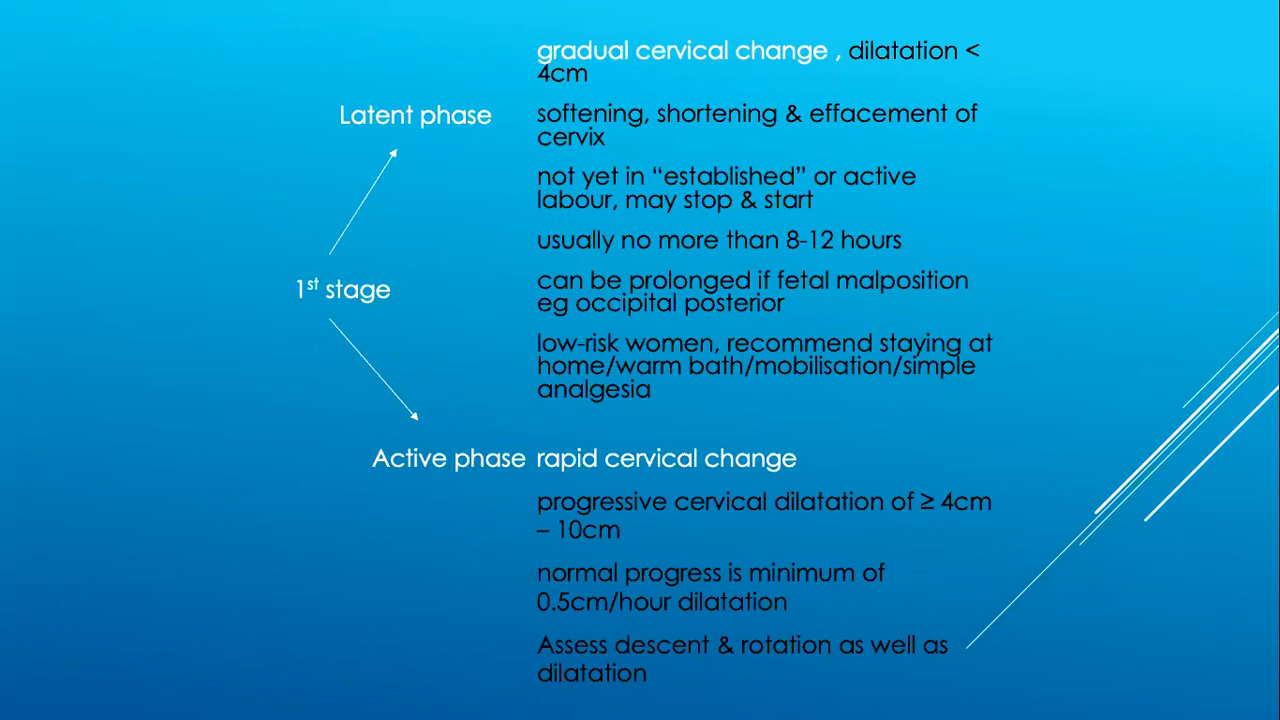 gradual cervical change , dilatation <
4cm
Latent phase
softening, shortening & effacement of
cervix
not yet in “established” or active
labour, may stop & start
usually no more than 8-12 hours
1st stage
can be prolonged if fetal malposition
eg occipital posterior
low-risk women, recommend staying at
home/warm bath/mobilisation/simple
analgesia
Active phase
rapid cervical change
progressive cervical dilatation of ≥ 4cm
– 10cm
normal progress is minimum of
0.5cm/hour dilatation
Assess descent & rotation as well as
dilatation